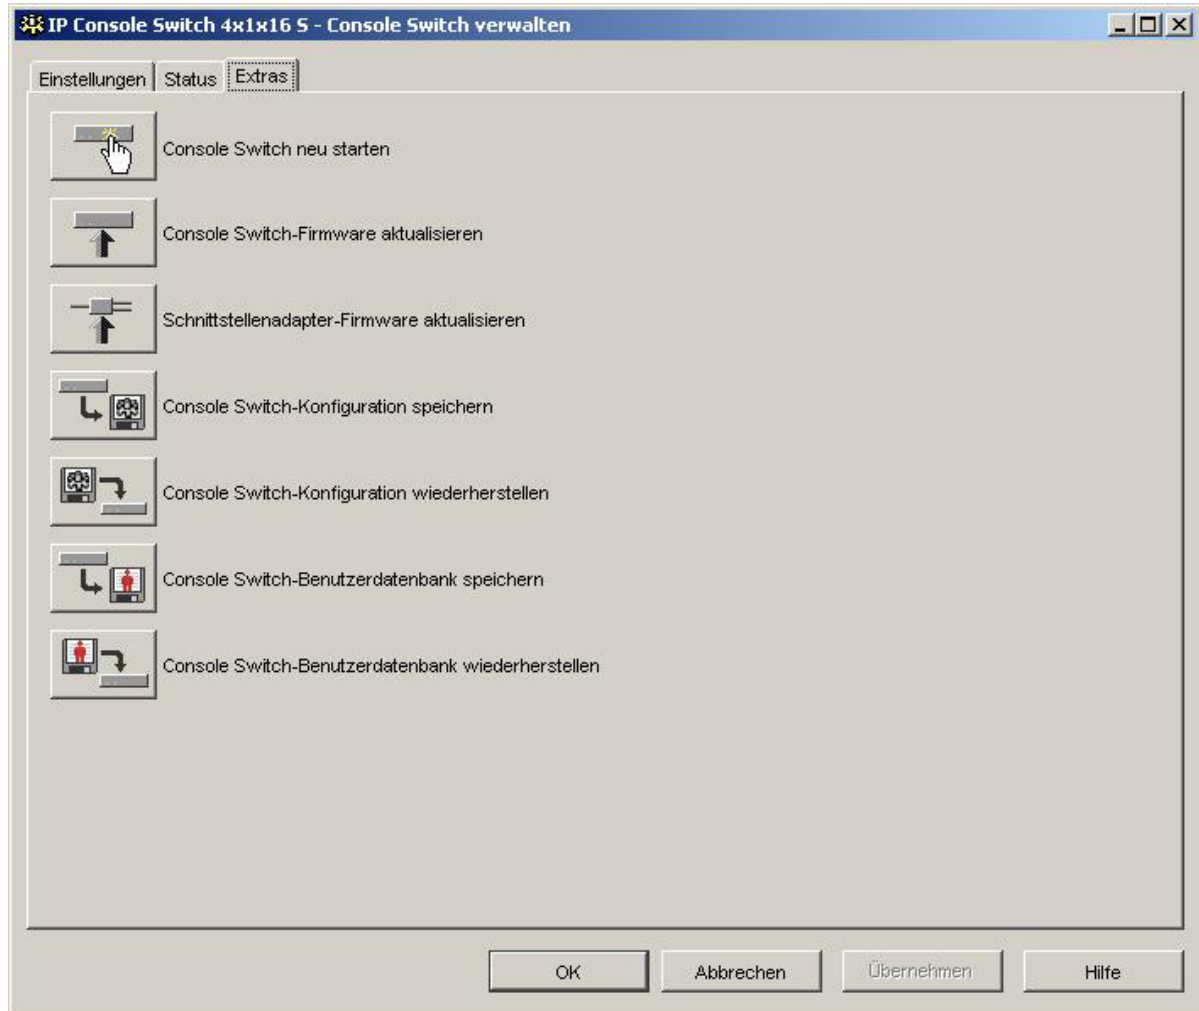 IP Console Switch 4x1x16 S - Console Switch verwalten
Einstellungen Status Extras
Console Switch neu starten
Console Switch-Firmware aktualisieren
Schnittstellenadapter-Firmware aktualisieren
Console Switch-Konfiguration speichern
Console Switch-Konfiguration wiederherstellen
Console Switch-Benutzerdatenbank speichern
Console Switch-Benutzerdatenbank wiederherstellen
OK Abbrechen Übernehmen Hilfe